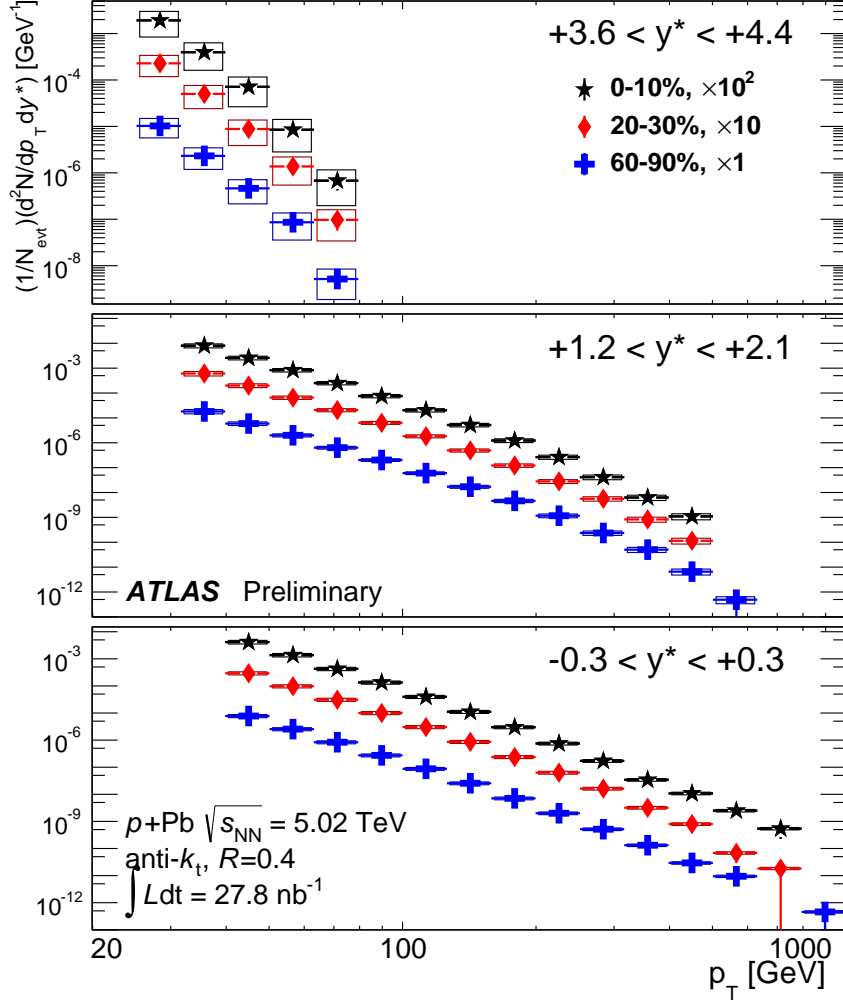 (1/N_evt)(d²N/dp_T dy*) [GeV⁻¹]
+3.6 < y* < +4.4
0-10%, ×10²
20-30%, ×10
60-90%, ×1
10⁻⁴
10⁻⁶
10⁻⁸
+1.2 < y* < +2.1
10⁻³
10⁻⁶
10⁻⁹
10⁻¹²
ATLAS Preliminary
-0.3 < y* < +0.3
10⁻³
10⁻⁶
10⁻⁹
10⁻¹²
p+Pb √s_NN = 5.02 TeV
anti-k_t, R=0.4
∫ Ldt = 27.8 nb⁻¹
20 100 1000
p_T [GeV]